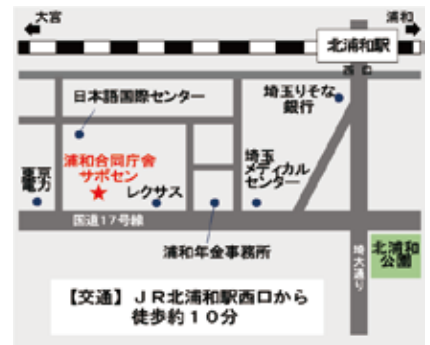 大宮
浦和
北浦和駅
西口
日本語国際センター
埼玉りそな
銀行
浦和合同庁舎
サポセン
東京
電力
レクサス
埼玉
メディカル
センター
国道17号線
浦和年金事務所
埼大通り
北浦和
公園
【交通】JR北浦和駅西口から
徒歩約10分